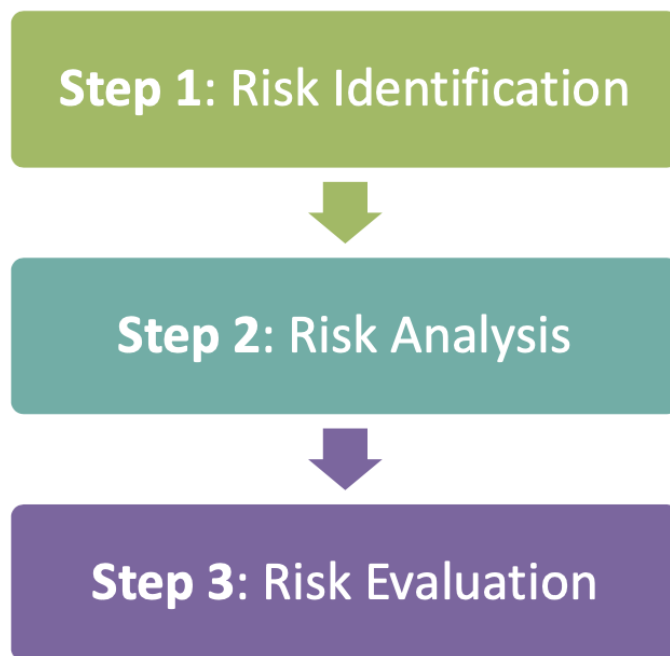 Step 1: Risk Identification
Step 2: Risk Analysis
Step 3: Risk Evaluation